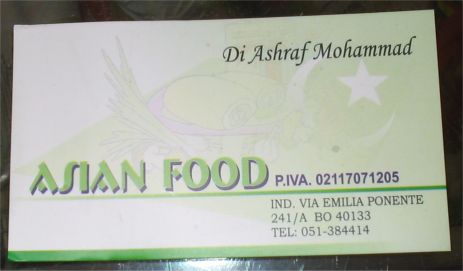 Di Ashraf Mohammad
ASIAN FOOD P.IVA. 02117071205
IND. VIA EMILIA PONENTE
241/A BO 40133
TEL: 051-384414